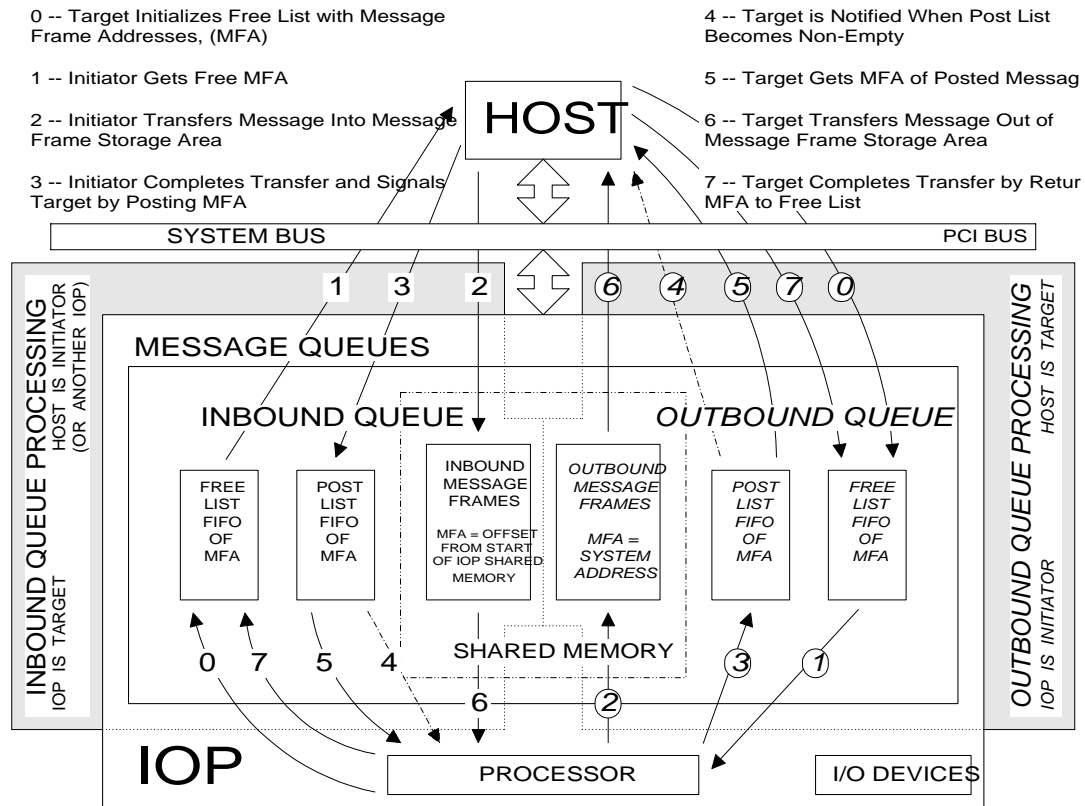 0 -- Target Initializes Free List with Message
Frame Addresses, (MFA)
1 -- Initiator Gets Free MFA
2 -- Initiator Transfers Message Into Message
Frame Storage Area
3 -- Initiator Completes Transfer and Signals
Target by Posting MFA
4 -- Target is Notified When Post List
Becomes Non-Empty
5 -- Target Gets MFA of Posted Messag
6 -- Target Transfers Message Out of
Message Frame Storage Area
7 -- Target Completes Transfer by Retur
MFA to Free List
HOST
SYSTEM BUS
PCI BUS
1
3
2
6
4
5
7
0
INBOUND QUEUE PROCESSING
HOST IS INITIATOR
(OR ANOTHER IOP)
IOP IS TARGET
OUTBOUND QUEUE PROCESSING
HOST IS TARGET
IOP IS INITIATOR
MESSAGE QUEUES
INBOUND QUEUE
OUTBOUND QUEUE
FREE
LIST
FIFO
OF
MFA
POST
LIST
FIFO
OF
MFA
INBOUND
MESSAGE
FRAMES
MFA = OFFSET
FROM START
OF IOP SHARED
MEMORY
OUTBOUND
MESSAGE
FRAMES
MFA =
SYSTEM
ADDRESS
POST
LIST
FIFO
OF
MFA
FREE
LIST
FIFO
OF
MFA
SHARED MEMORY
0
7
5
4
6
2
3
1
IOP
PROCESSOR
I/O DEVICES